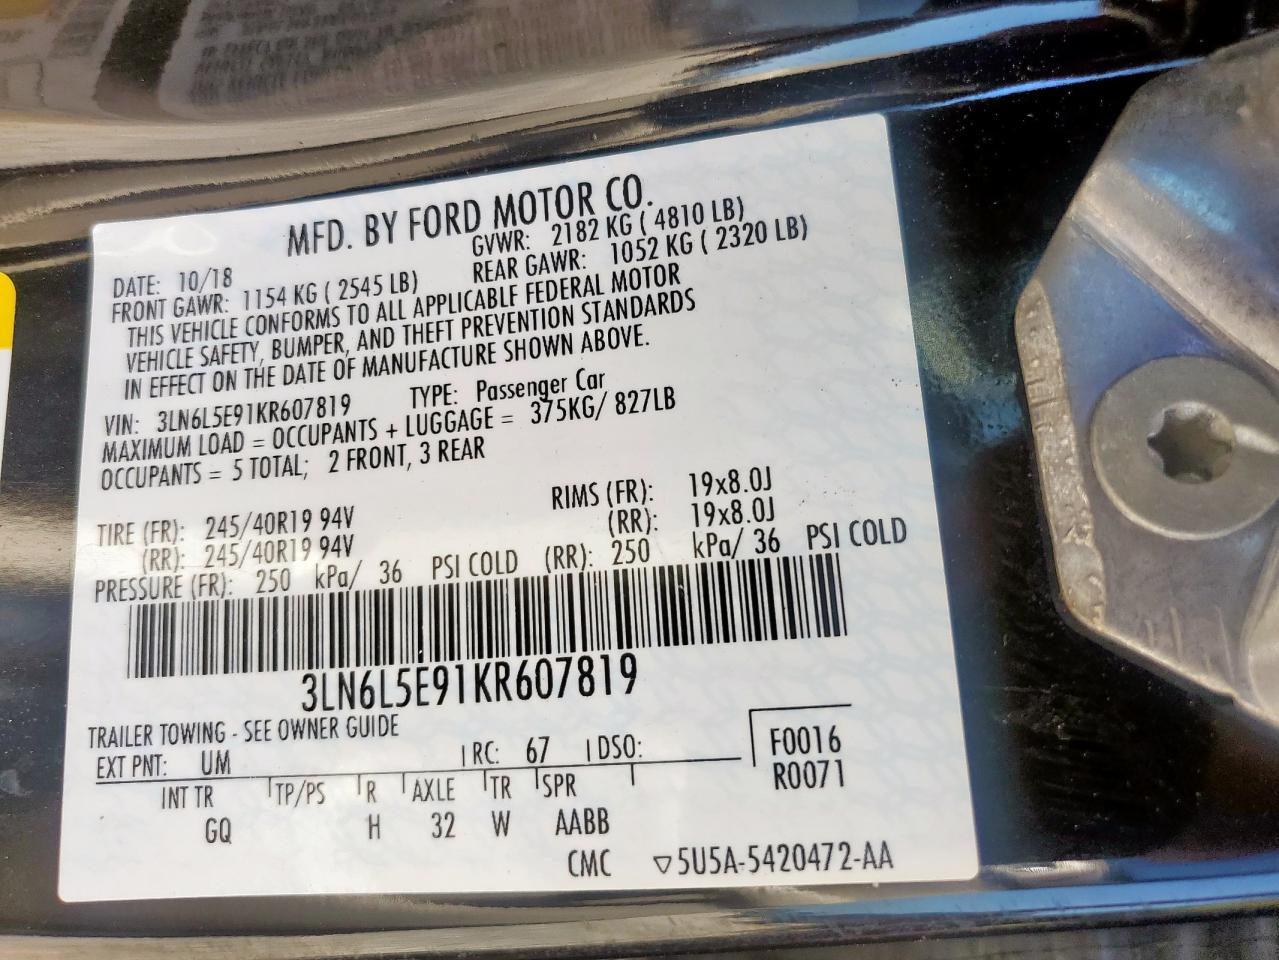 MFD. BY FORD MOTOR CO.
DATE: 10/18 GVWR: 2182 KG ( 4810 LB)
FRONT GAWR: 1154 KG ( 2545 LB) REAR GAWR: 1052 KG ( 2320 LB)
THIS VEHICLE CONFORMS TO ALL APPLICABLE FEDERAL MOTOR
VEHICLE SAFETY, BUMPER, AND THEFT PREVENTION STANDARDS
IN EFFECT ON THE DATE OF MANUFACTURE SHOWN ABOVE.
VIN: 3LN6L5E91KR607819 TYPE: Passenger Car
MAXIMUM LOAD = OCCUPANTS + LUGGAGE = 375KG/ 827LB
OCCUPANTS = 5 TOTAL; 2 FRONT, 3 REAR
TIRE (FR): 245/40R19 94V RIMS (FR): 19x8.0J
(RR): 245/40R19 94V (RR): 19x8.0J
PRESSURE (FR): 250 kPa/ 36 PSI COLD (RR): 250 kPa/ 36 PSI COLD
3LN6L5E91KR607819
TRAILER TOWING - SEE OWNER GUIDE
EXT PNT: UM RC: 67 DSO: F0016
R0071
INT TR TP/PS R AXLE TR SPR
GQ H 32 W AABB
CMC ▽5U5A-5420472-AA